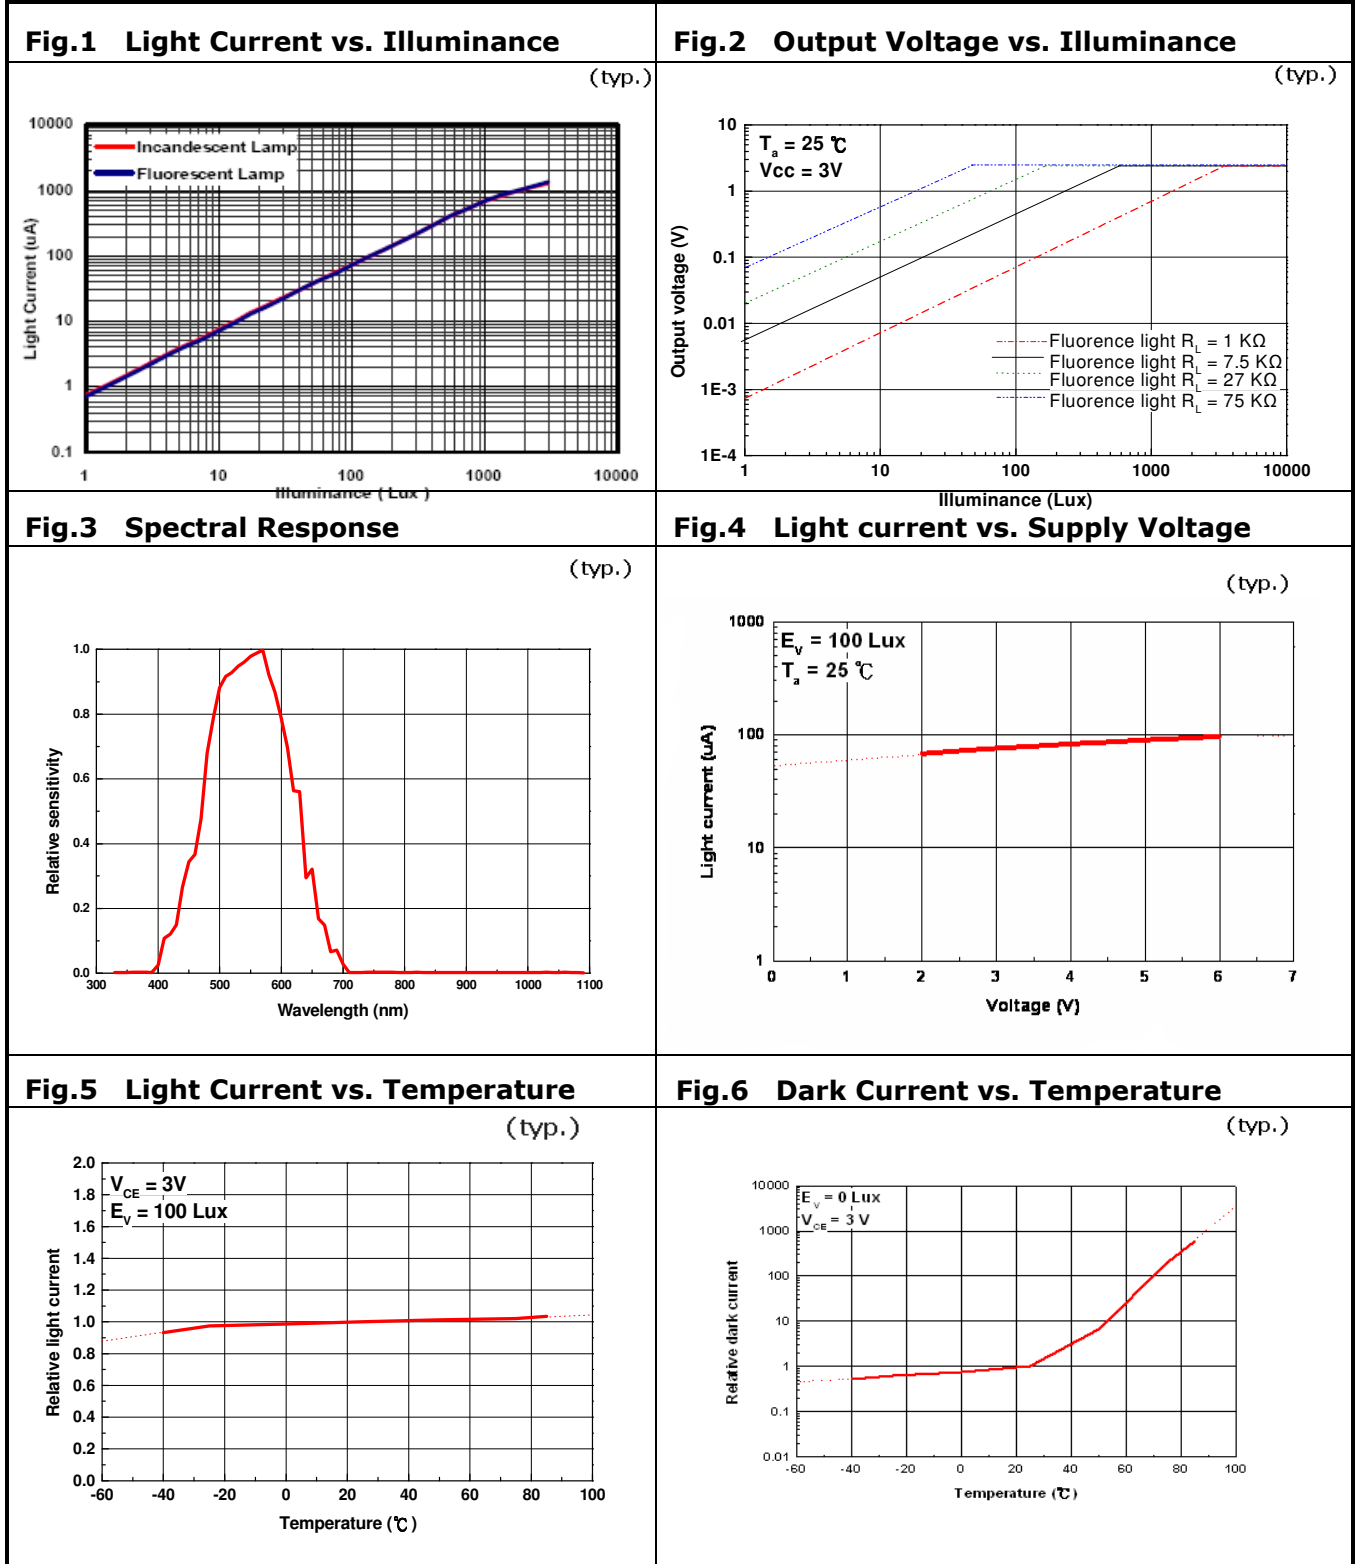 Fig.1 Light Current vs. Illuminance
(typ.)
10000
1000
100
10
1
0.1
Light Current (uA)
Incandescent Lamp
Fluorescent Lamp
1 10 100 1000 10000
Illuminance ( Lux )
Fig.2 Output Voltage vs. Illuminance
(typ.)
10
1
0.1
0.01
1E-3
1E-4
Output voltage (V)
Ta = 25 ℃
Vcc = 3V
Fluorence light RL = 1 KΩ
Fluorence light RL = 7.5 KΩ
Fluorence light RL = 27 KΩ
Fluorence light RL = 75 KΩ
1 10 100 1000 10000
Illuminance (Lux)
Fig.3 Spectral Response
(typ.)
1.0
0.8
0.6
0.4
0.2
0.0
Relative sensitivity
300 400 500 600 700 800 900 1000 1100
Wavelength (nm)
Fig.4 Light current vs. Supply Voltage
(typ.)
1000
100
10
1
Light current (uA)
Ev = 100 Lux
Ta = 25 ℃
0 1 2 3 4 5 6 7
Voltage (V)
Fig.5 Light Current vs. Temperature
(typ.)
2.0
1.8
1.6
1.4
1.2
1.0
0.8
0.6
0.4
0.2
0.0
Relative light current
VCE = 3V
EV = 100 Lux
-60 -40 -20 0 20 40 60 80 100
Temperature (℃)
Fig.6 Dark Current vs. Temperature
(typ.)
10000
1000
100
10
1
0.1
0.01
Relative dark current
EV = 0 Lux
VCE = 3 V
-60 -40 -20 0 20 40 60 80 100
Temperature (℃)